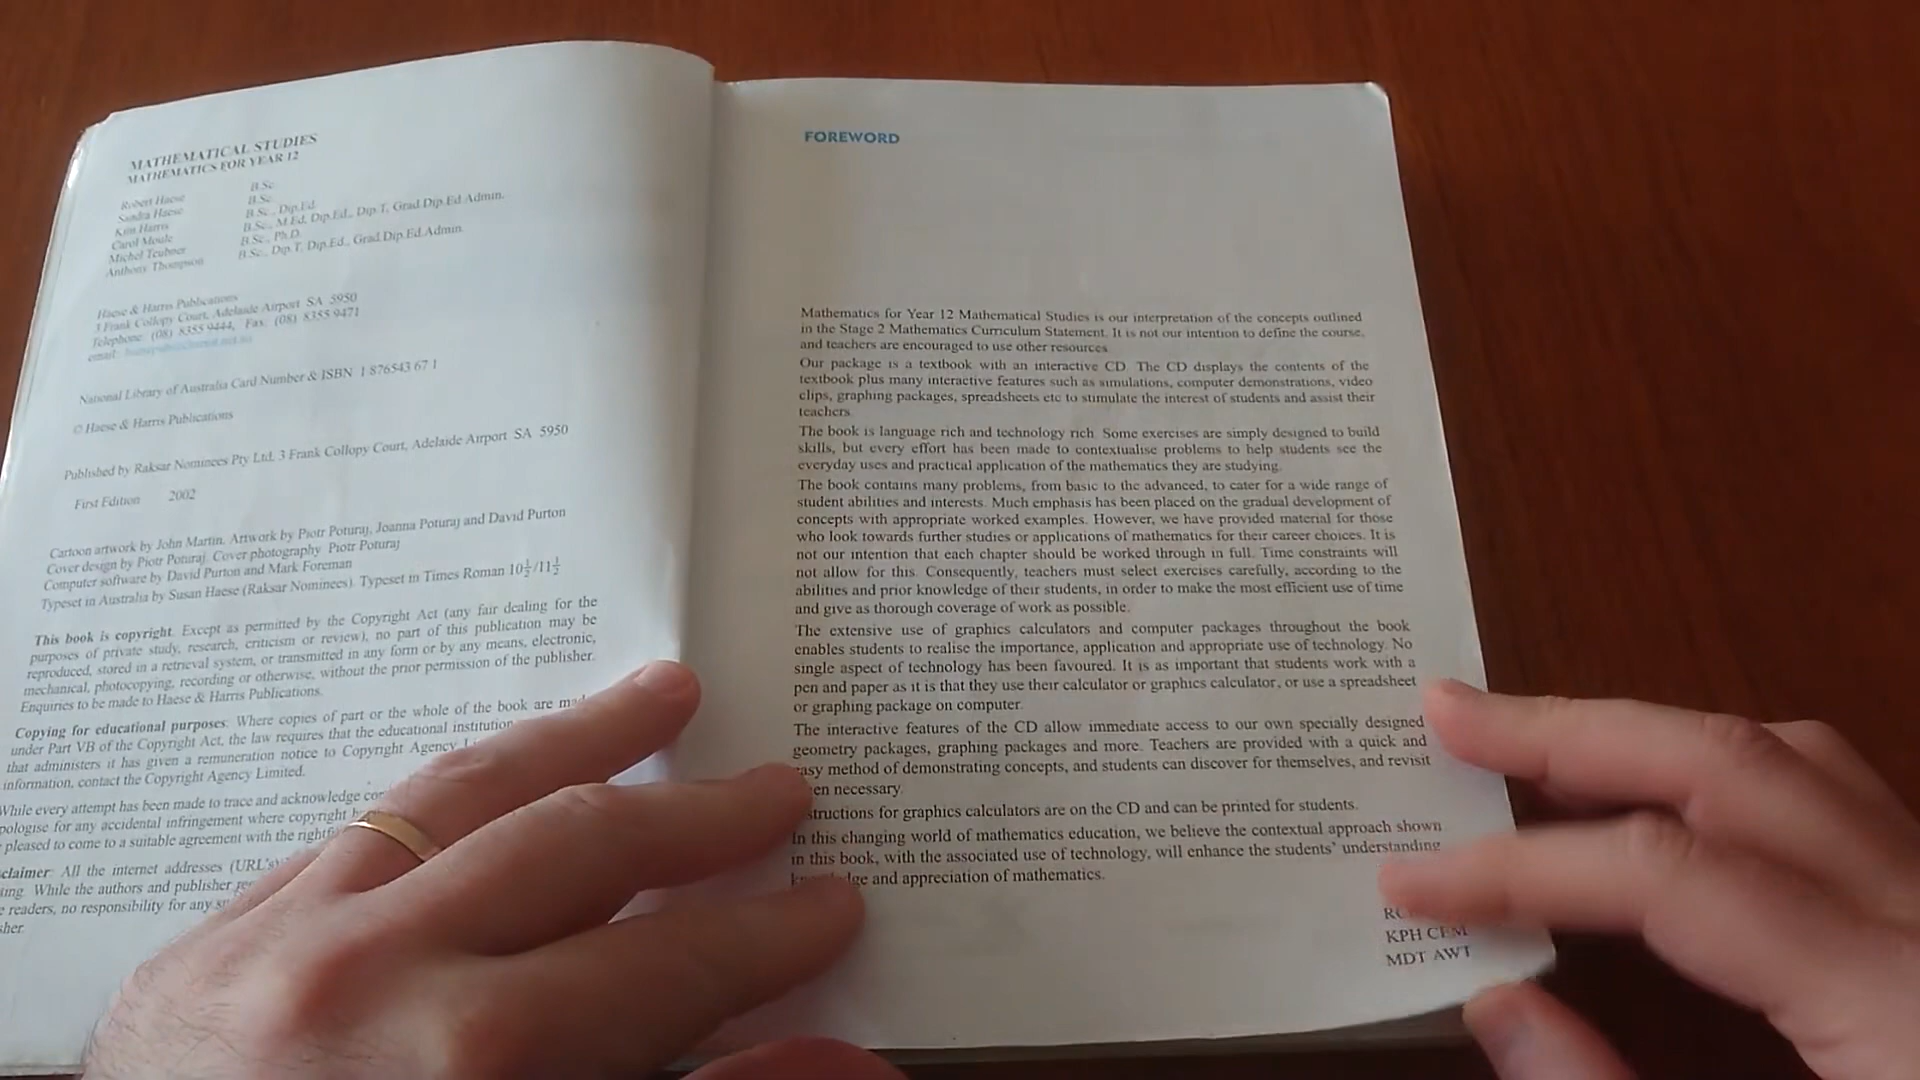 MATHEMATICAL STUDIES
MATHEMATICS FOR YEAR 12
Robert Haese B.Sc.
Sandra Haese B.Sc.
Kim Harris B.Sc., Dip.Ed.
Carol Moule B.Sc., M.Ed, Dip.Ed., Dip.T, Grad.Dip.Ed.Admin.
Michel Teubner B.Sc., Ph.D.
Anthony Thompson B.Sc., Dip.T, Dip.Ed., Grad.Dip.Ed.Admin.
Haese & Harris Publications
3 Frank Collopy Court, Adelaide Airport SA 5950
Telephone: (08) 8355 9444, Fax: (08) 8355 9471
email:
National Library of Australia Card Number & ISBN 1 876543 67 1
© Haese & Harris Publications
Published by Raksar Nominees Pty Ltd, 3 Frank Collopy Court, Adelaide Airport SA 5950
First Edition 2002
Cartoon artwork by John Martin. Artwork by Piotr Poturaj, Joanna Poturaj and David Purton
Cover design by Piotr Poturaj. Cover photography Piotr Poturaj
Computer software by David Purton and Mark Foreman
Typeset in Australia by Susan Haese (Raksar Nominees). Typeset in Times Roman 10½/11½
This book is copyright. Except as permitted by the Copyright Act (any fair dealing for the
purposes of private study, research, criticism or review), no part of this publication may be
reproduced, stored in a retrieval system, or transmitted in any form or by any means, electronic,
mechanical, photocopying, recording or otherwise, without the prior permission of the publisher.
Enquiries to be made to Haese & Harris Publications.
Copying for educational purposes: Where copies of part or the whole of the book are
under Part VB of the Copyright Act, the law requires that the educational institution
that administers it has given a remuneration notice to Copyright Agency
information, contact the Copyright Agency Limited.
While every attempt has been made to trace and acknowledge
pologise for any accidental infringement where copyright
pleased to come to a suitable agreement with the
claimer: All the internet addresses (URL's)
ting. While the authors and publisher
readers, no responsibility for any
sher.
FOREWORD
Mathematics for Year 12 Mathematical Studies is our interpretation of the concepts outlined
in the Stage 2 Mathematics Curriculum Statement. It is not our intention to define the course,
and teachers are encouraged to use other resources.
Our package is a textbook with an interactive CD. The CD displays the contents of the
textbook plus many interactive features such as simulations, computer demonstrations, video
clips, graphing packages, spreadsheets etc to stimulate the interest of students and assist their
teachers.
The book is language rich and technology rich. Some exercises are simply designed to build
skills, but every effort has been made to contextualise problems to help students see the
everyday uses and practical application of the mathematics they are studying.
The book contains many problems, from basic to the advanced, to cater for a wide range of
student abilities and interests. Much emphasis has been placed on the gradual development of
concepts with appropriate worked examples. However, we have provided material for those
who look towards further studies or applications of mathematics for their career choices. It is
not our intention that each chapter should be worked through in full. Time constraints will
not allow for this. Consequently, teachers must select exercises carefully, according to the
abilities and prior knowledge of their students, in order to make the most efficient use of time
and give as thorough coverage of work as possible.
The extensive use of graphics calculators and computer packages throughout the book
enables students to realise the importance, application and appropriate use of technology. No
single aspect of technology has been favoured. It is as important that students work with a
pen and paper as it is that they use their calculator or graphics calculator, or use a spreadsheet
or graphing package on computer.
The interactive features of the CD allow immediate access to our own specially designed
geometry packages, graphing packages and more. Teachers are provided with a quick and
easy method of demonstrating concepts, and students can discover for themselves, and revisit
en necessary.
structions for graphics calculators are on the CD and can be printed for students.
In this changing world of mathematics education, we believe the contextual approach shown
in this book, with the associated use of technology, will enhance the students' understanding
knowledge and appreciation of mathematics.
KPH CEM
MDT AWT